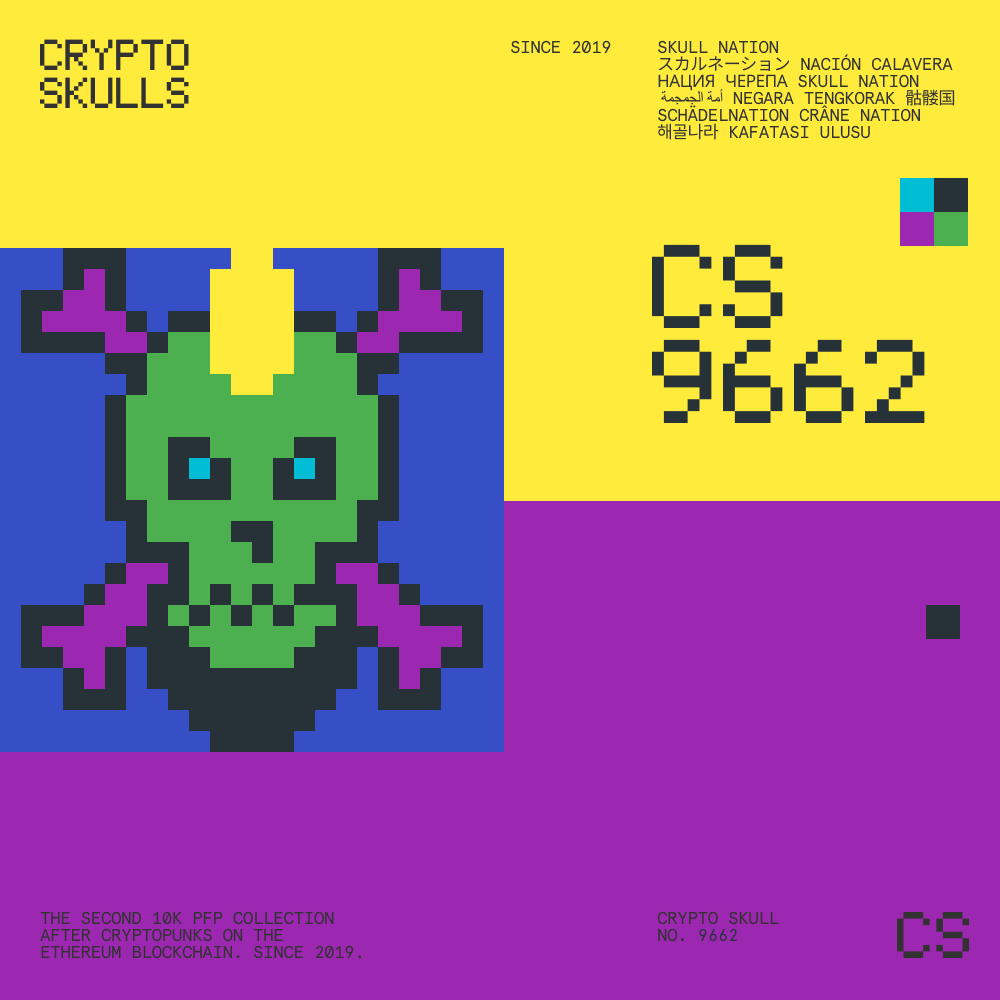 CRYPTO
SKULLS
SINCE 2019
SKULL NATION
スカルネーション NACIÓN CALAVERA
НАЦИЯ ЧЕРЕПА SKULL NATION
أمة الجمجمة NEGARA TENGKORAK 骷髅国
SCHÄDELNATION CRÂNE NATION
해골나라 KAFATASI ULUSU
CS
9662
THE SECOND 10K PFP COLLECTION
AFTER CRYPTOPUNKS ON THE
ETHEREUM BLOCKCHAIN. SINCE 2019.
CRYPTO SKULL
NO. 9662
CS